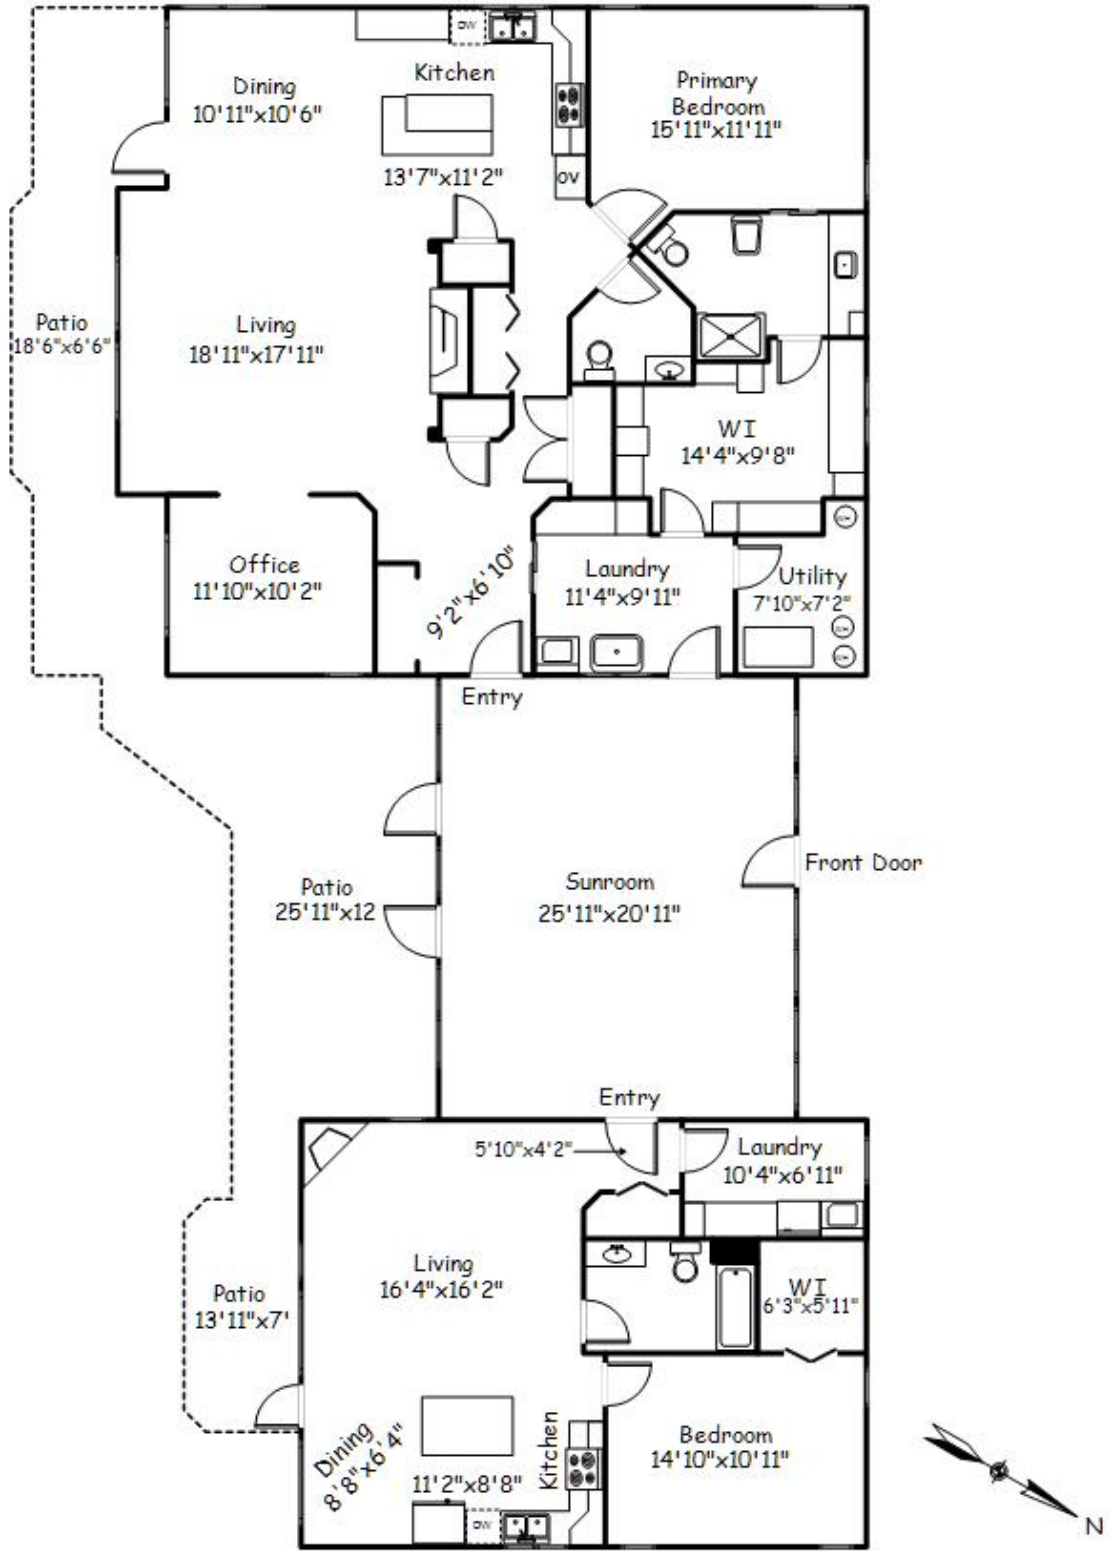 DW
Kitchen
Dining
10'11"x10'6"
Primary
Bedroom
15'11"x11'11"
13'7"x11'2"
OV
Patio
18'6"x6'6"
Living
18'11"x17'11"
WI
14'4"x9'8"
Office
11'10"x10'2"
9'2"x6'10"
Laundry
11'4"x9'11"
Utility
7'10"x7'2"
Entry
Front Door
Patio
25'11"x12
Sunroom
25'11"x20'11"
Entry
5'10"x4'2"
Laundry
10'4"x6'11"
Living
16'4"x16'2"
Patio
13'11"x7'
WI
6'3"x5'11"
Dining
8'8"x6'4"
Kitchen
11'2"x8'8"
Bedroom
14'10"x10'11"
DW
N